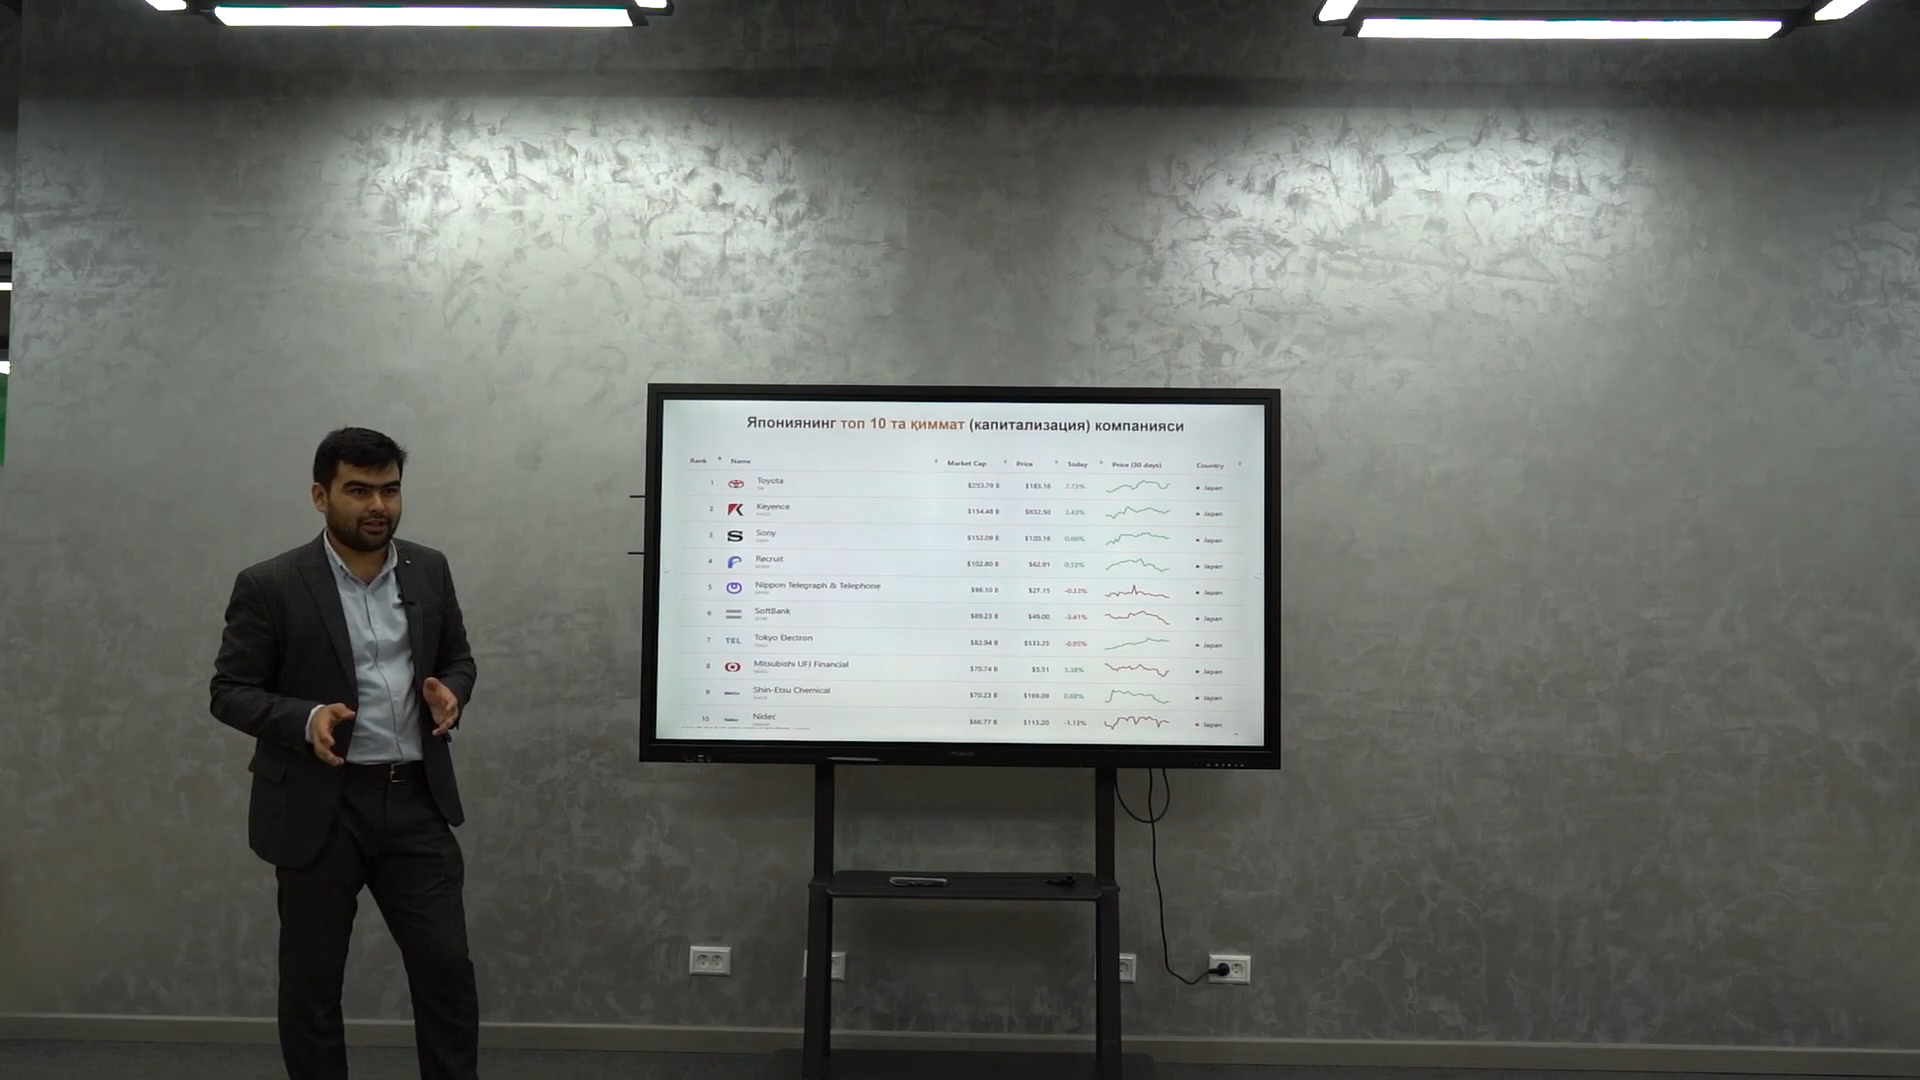 Япониянинг топ 10 та қиммат (капитализация) компанияси
Rank Name Market Cap Price Today Price (30 days) Country
1 Toyota $253.79 B $183.16 2.73% Japan
2 Keyence $154.48 B $632.50 2.43% Japan
3 Sony $152.09 B $120.16 0.66% Japan
4 Recruit $102.80 B $62.91 0.53% Japan
5 Nippon Telegraph & Telephone $96.10 B $27.15 Japan
6 SoftBank $89.23 B $49.00 -3.41% Japan
7 TEL Tokyo Electron $82.94 B $533.25 -0.95% Japan
8 Mitsubishi UFJ Financial $70.74 B $5.51 3.38% Japan
9 Shin-Etsu Chemical $70.23 B $169.09 0.68% Japan
10 Nidec $66.77 B $113.20 -1.13% Japan